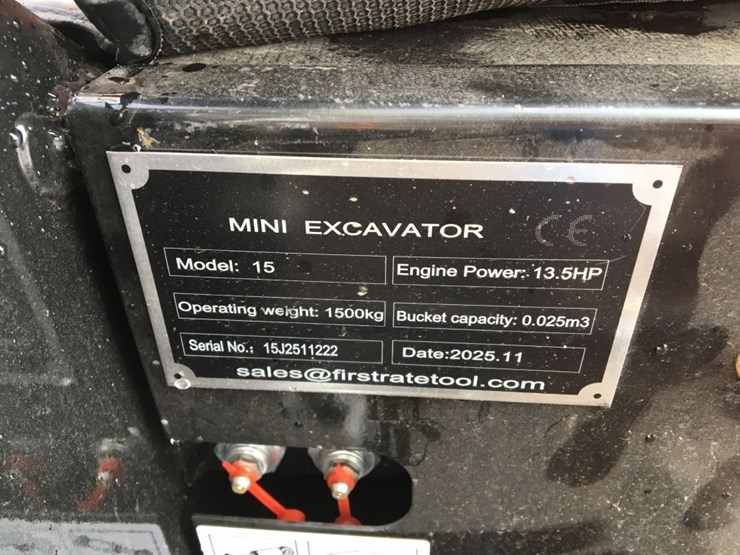 MINI EXCAVATOR CE
Model: 15 Engine Power: 13.5HP
Operating weight: 1500kg Bucket capacity: 0.025m3
Serial No.: 15J2511222 Date:2025.11
sales@firstratetool.com